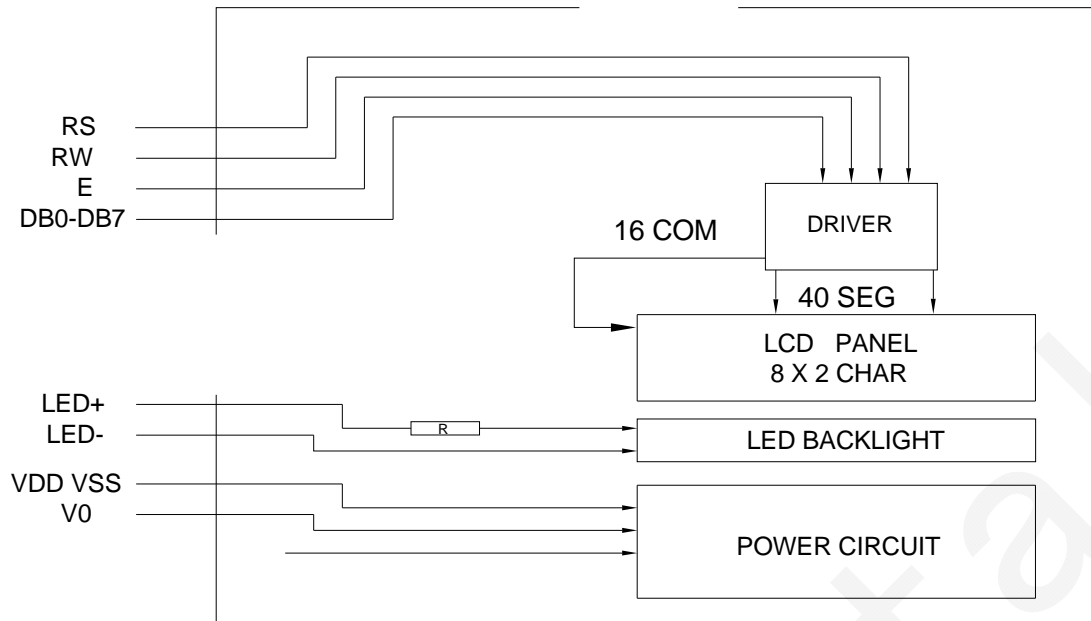 RS
RW
E
DB0-DB7
DRIVER
16 COM
40 SEG
LCD PANEL
8 X 2 CHAR
LED+
R
LED-
LED BACKLIGHT
VDD VSS
V0
POWER CIRCUIT